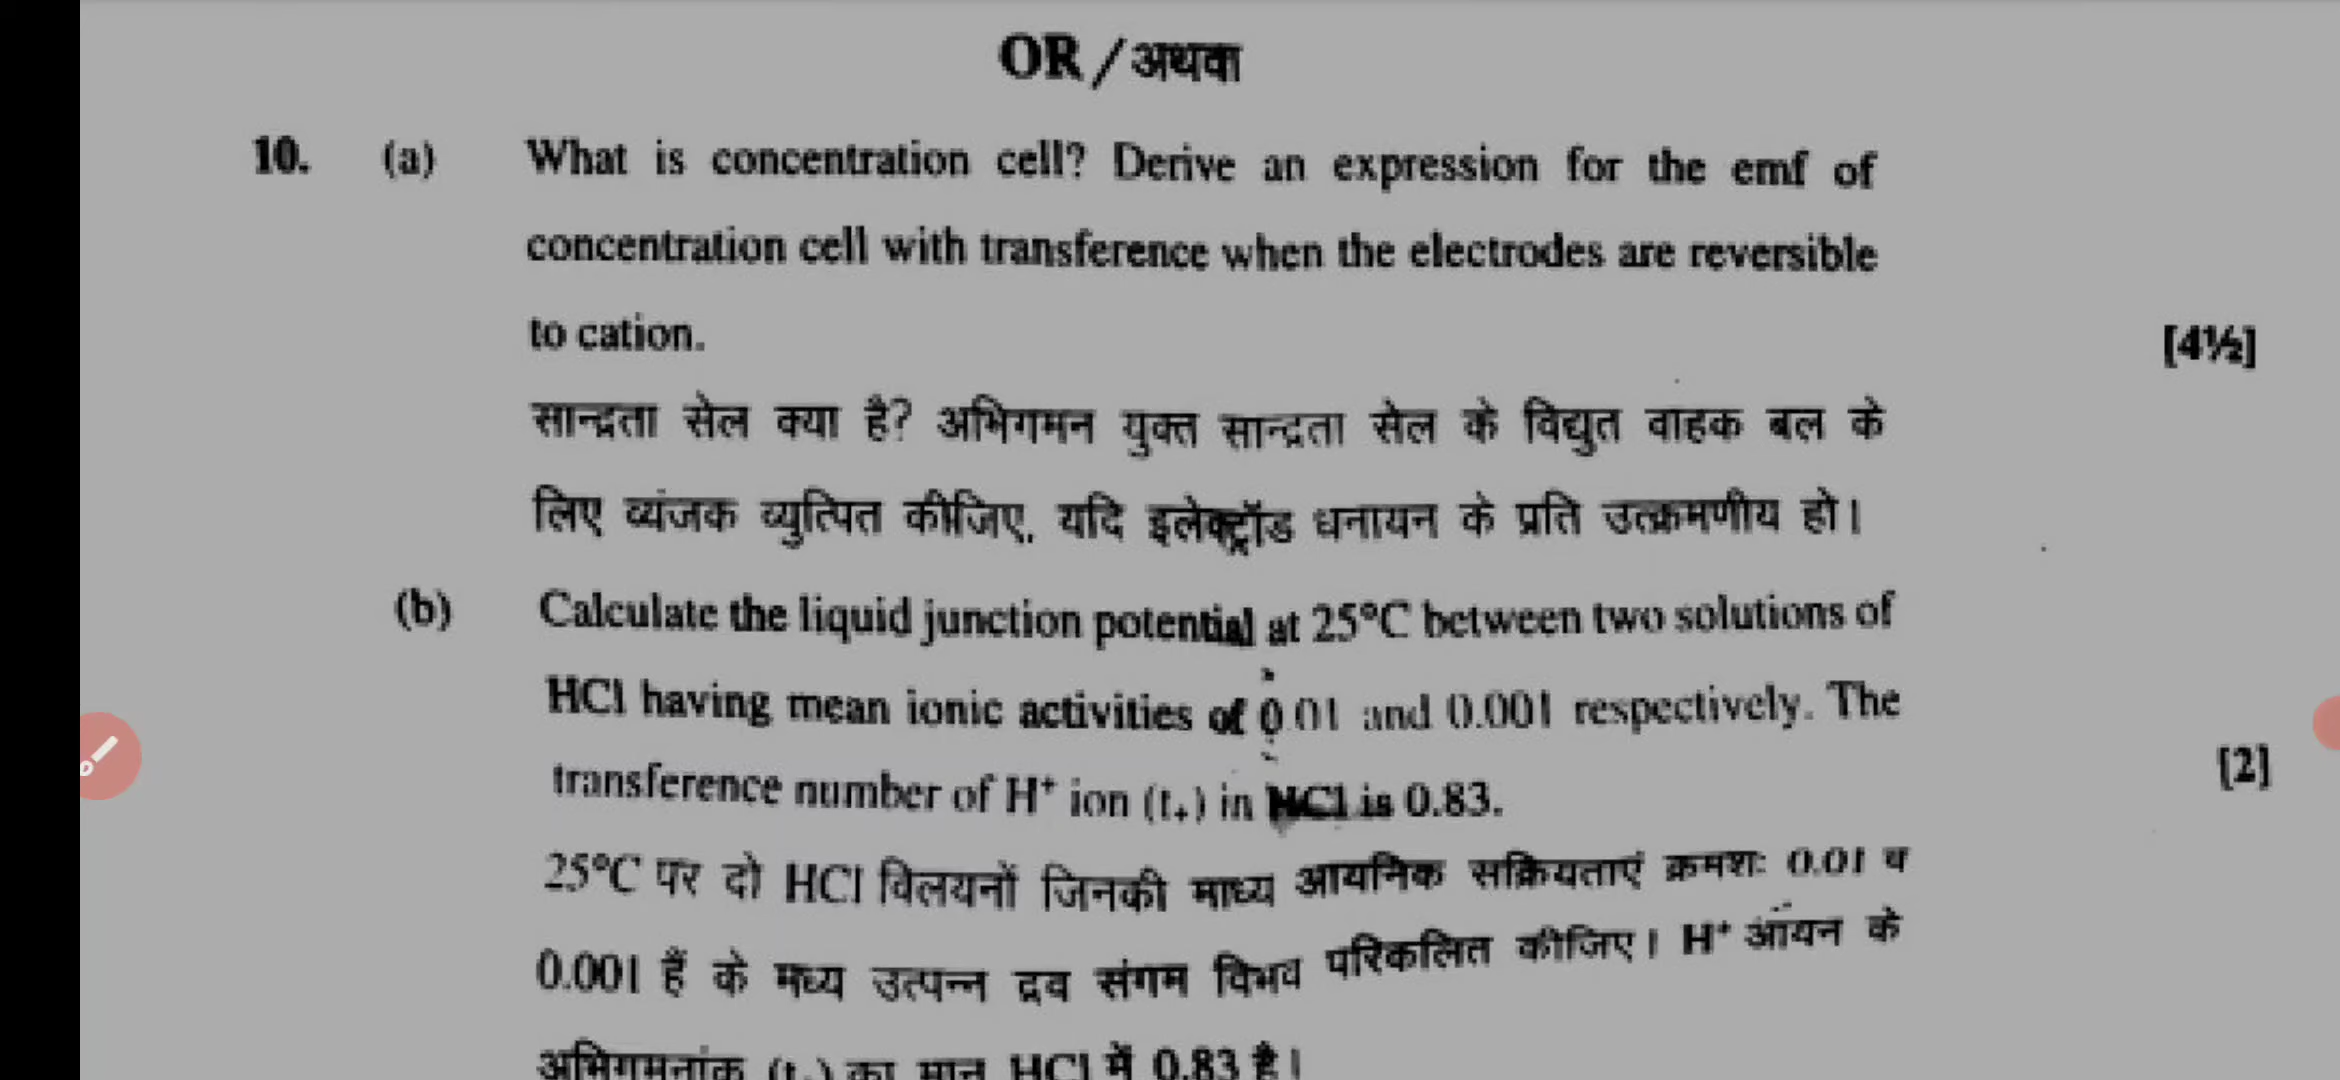 OR / अथवा
10. (a) What is concentration cell? Derive an expression for the emf of
concentration cell with transference when the electrodes are reversible
to cation. [4½]
सान्द्रता सेल क्या है? अभिगमन युक्त सान्द्रता सेल के विद्युत वाहक बल के
लिए व्यंजक व्युत्पित कीजिए, यदि इलेक्ट्रॉड धनायन के प्रति उत्क्रमणीय हो।
(b) Calculate the liquid junction potential at 25°C between two solutions of
HCl having mean ionic activities of 0.01 and 0.001 respectively. The
transference number of H⁺ ion (t₊) in HCl is 0.83. [2]
25°C पर दो HCl विलयनों जिनकी माध्य आयनिक सक्रियताएं क्रमशः 0.01 व
0.001 हैं के मध्य उत्पन्न द्रव संगम विभव परिकलित कीजिए। H⁺ आयन के
अभिगमनांक (t₊) का मान HCl में 0.83 है।